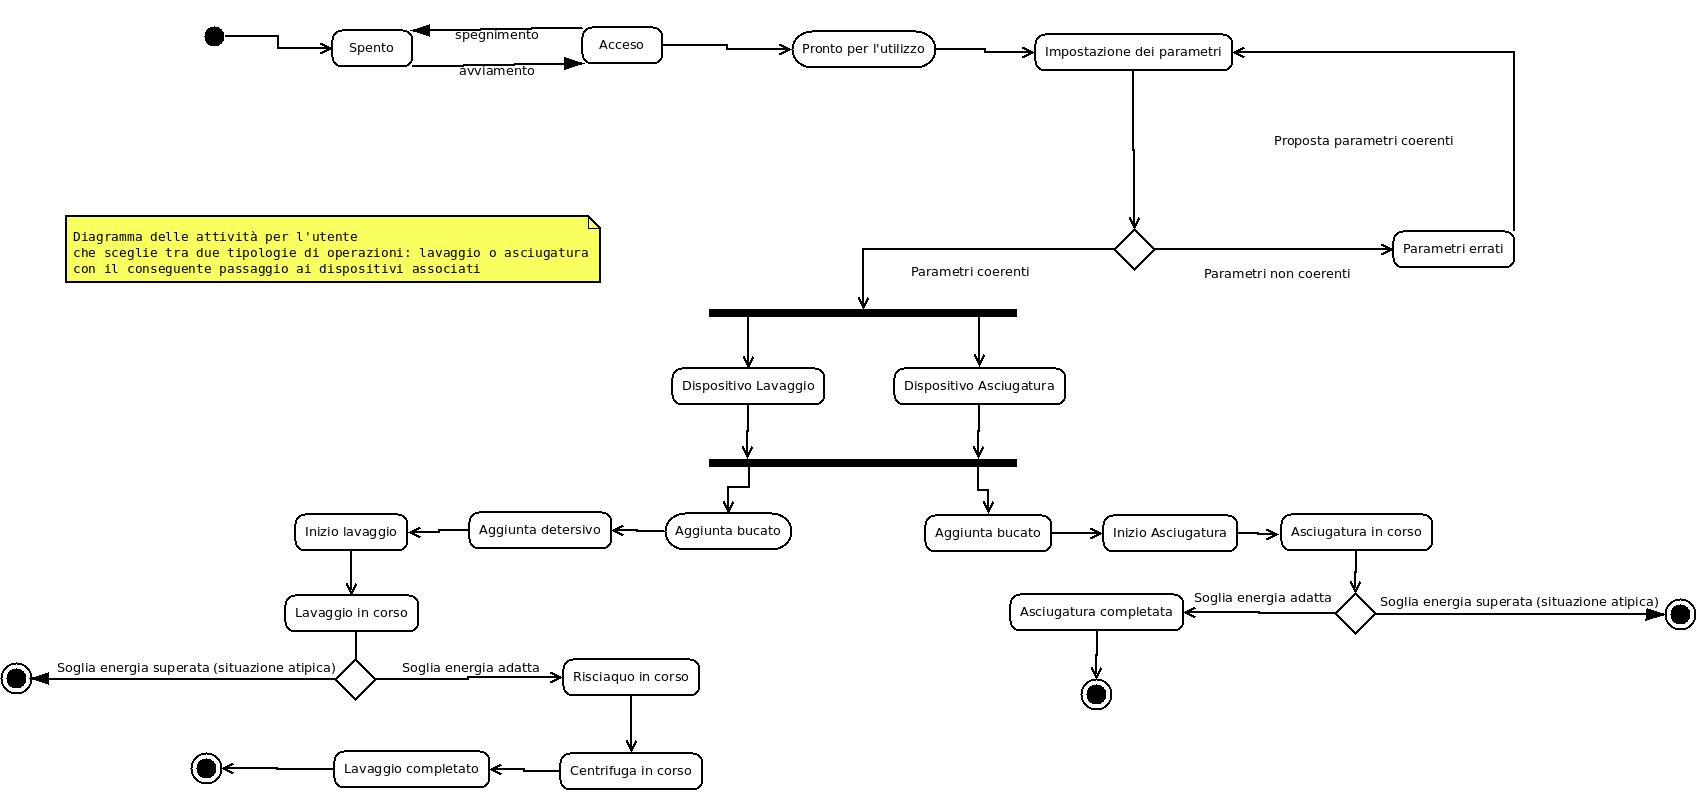 spegnimento
Spento
Acceso
Pronto per l'utilizzo
Impostazione dei parametri
avviamento
Proposta parametri coerenti
Diagramma delle attività per l'utente
che sceglie tra due tipologie di operazioni: lavaggio o asciugatura
con il conseguente passaggio ai dispositivi associati
Parametri errati
Parametri coerenti
Parametri non coerenti
Dispositivo Lavaggio
Dispositivo Asciugatura
Inizio lavaggio
Aggiunta detersivo
Aggiunta bucato
Aggiunta bucato
Inizio Asciugatura
Asciugatura in corso
Lavaggio in corso
Asciugatura completata
Soglia energia adatta
Soglia energia superata (situazione atipica)
Soglia energia superata (situazione atipica)
Soglia energia adatta
Risciaquo in corso
Lavaggio completato
Centrifuga in corso